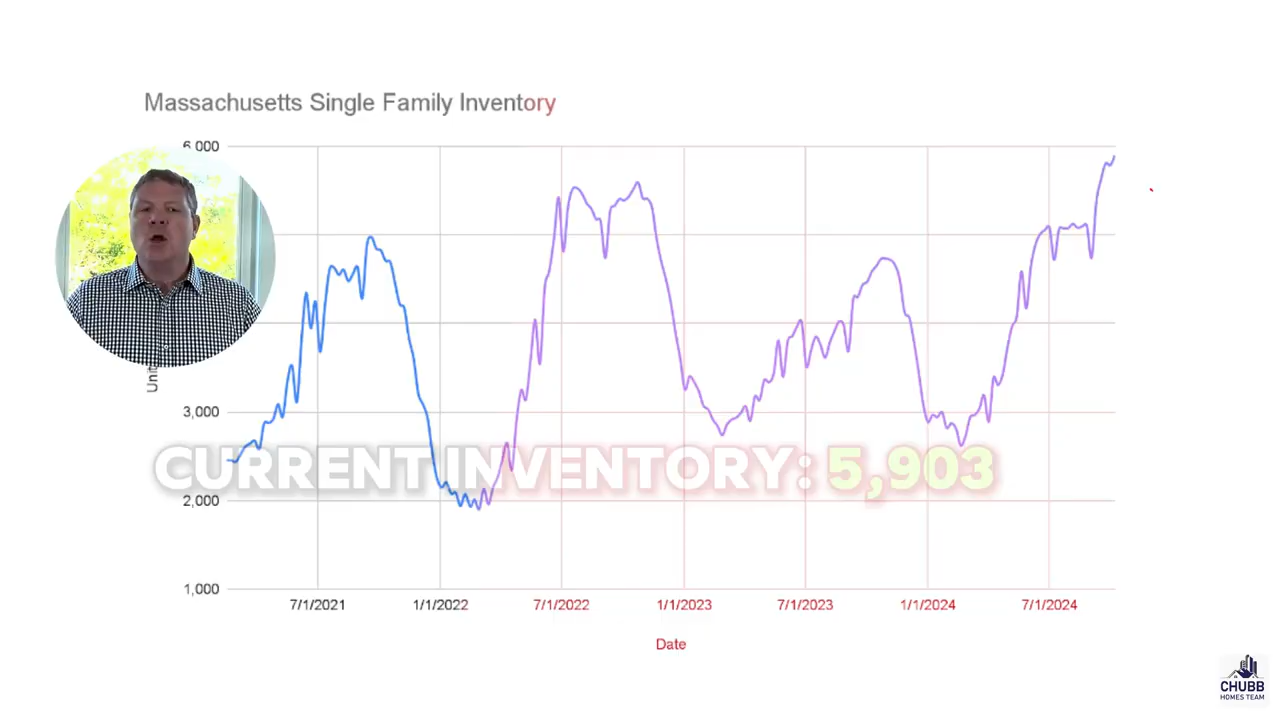 Massachusetts Single Family Inventory
6,000
3,000
2,000
1,000
CURRENT INVENTORY: 5,903
7/1/2021 1/1/2022 7/1/2022 1/1/2023 7/1/2023 1/1/2024 7/1/2024
Date
CHUBB
HOMES TEAM